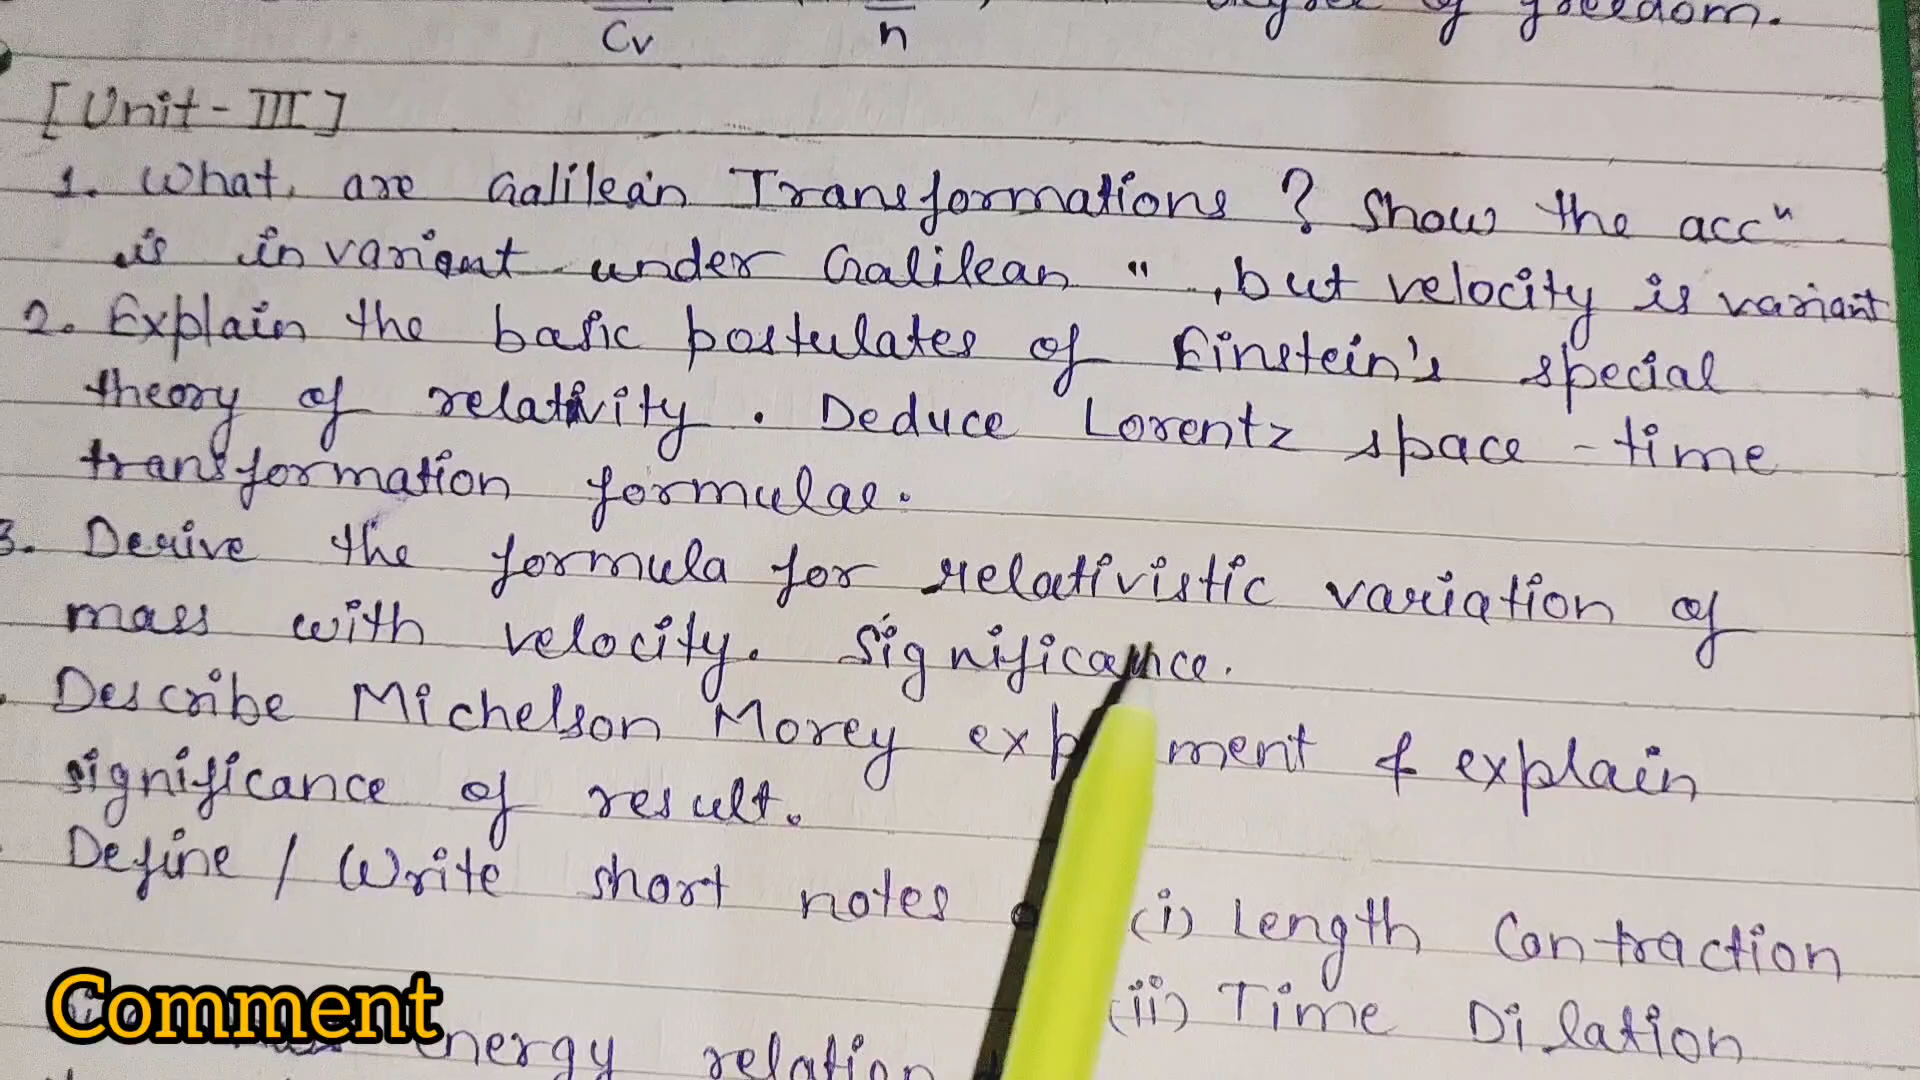 Cv n degree of freedom.
[Unit - III]
1. What are Galilean Transformations ? Show the accⁿ
is invariant under Galilean " , but velocity is variant
2. Explain the basic postulates of Einstein's special
theory of relativity . Deduce Lorentz space - time
transformation formulae.
3. Derive the formula for relativistic variation of
mass with velocity. Significance.
Describe Michelson Morey ment & explain
significance of result.
Define / Write short notes (i) Length Contraction
(ii) Time Dilation
Comment
energy relation